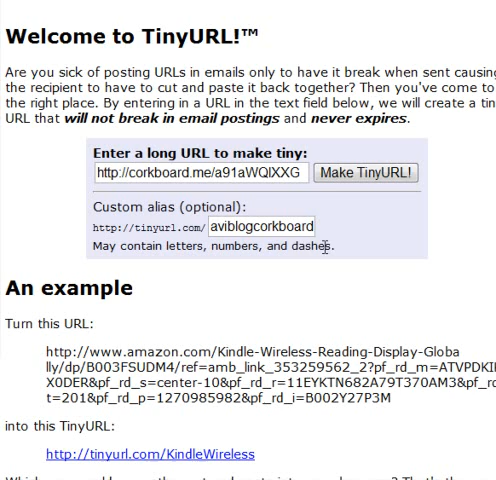 Welcome to TinyURL!™
Are you sick of posting URLs in emails only to have it break when sent causing
the recipient to have to cut and paste it back together? Then you've come to
the right place. By entering in a URL in the text field below, we will create a tin
URL that will not break in email postings and never expires.
Enter a long URL to make tiny:
http://corkboard.me/a91aWQlXXG Make TinyURL!
Custom alias (optional):
http://tinyurl.com/ aviblogcorkboard
May contain letters, numbers, and dashes.
An example
Turn this URL:
http://www.amazon.com/Kindle-Wireless-Reading-Display-Globa
lly/dp/B003FSUDM4/ref=amb_link_353259562_2?pf_rd_m=ATVPDKI
X0DER&pf_rd_s=center-10&pf_rd_r=11EYKTN682A79T370AM3&pf_rd
t=201&pf_rd_p=1270985982&pf_rd_i=B002Y27P3M
into this TinyURL:
http://tinyurl.com/KindleWireless